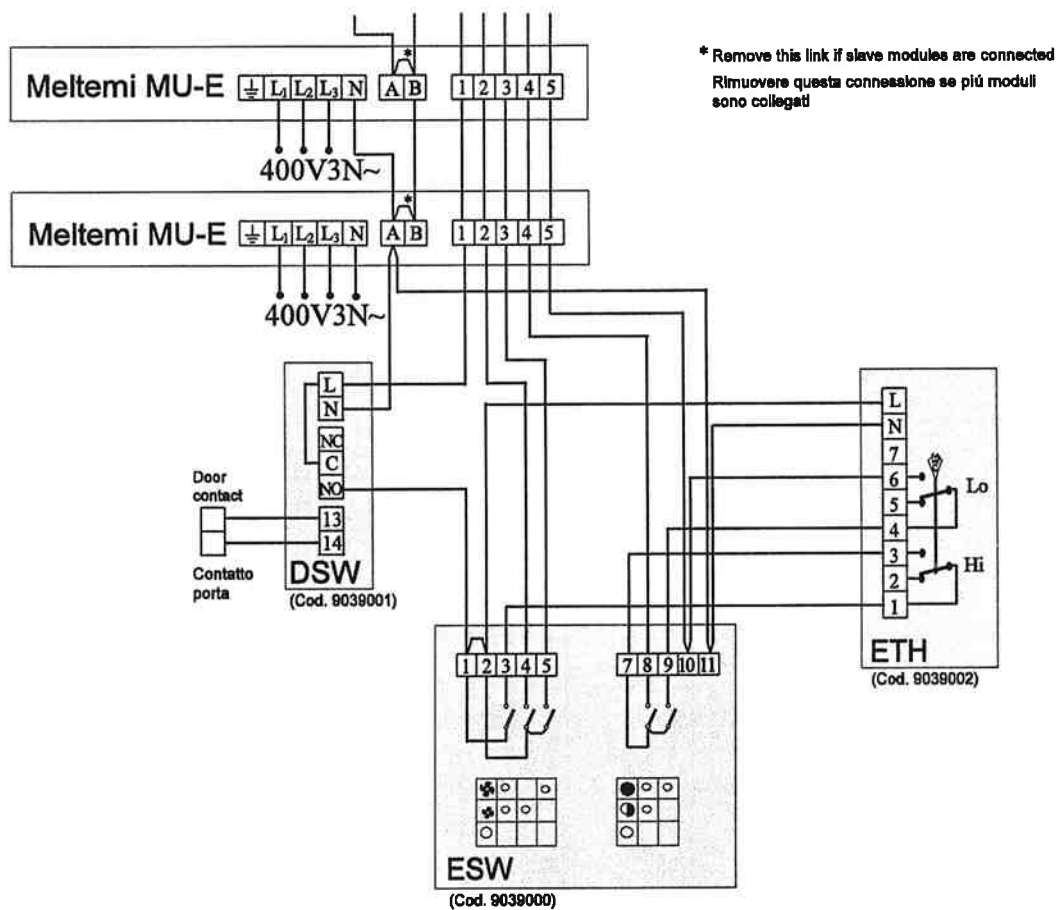 * Remove this link if slave modules are connected
Rimuovere questa connessione se piú moduli
sono collegati
*
Meltemi MU-E ⏚ L1 L2 L3 N A B 1 2 3 4 5
400V3N~
*
Meltemi MU-E ⏚ L1 L2 L3 N A B 1 2 3 4 5
400V3N~
L
N
NC
C
NO
13
14
Door
contact
Contatto
porta
DSW
(Cod. 9039001)
L
N
7
6
5
4
3
2
1
Lo
Hi
ETH
(Cod. 9039002)
1 2 3 4 5 7 8 9 10 11
ESW
(Cod. 9039000)